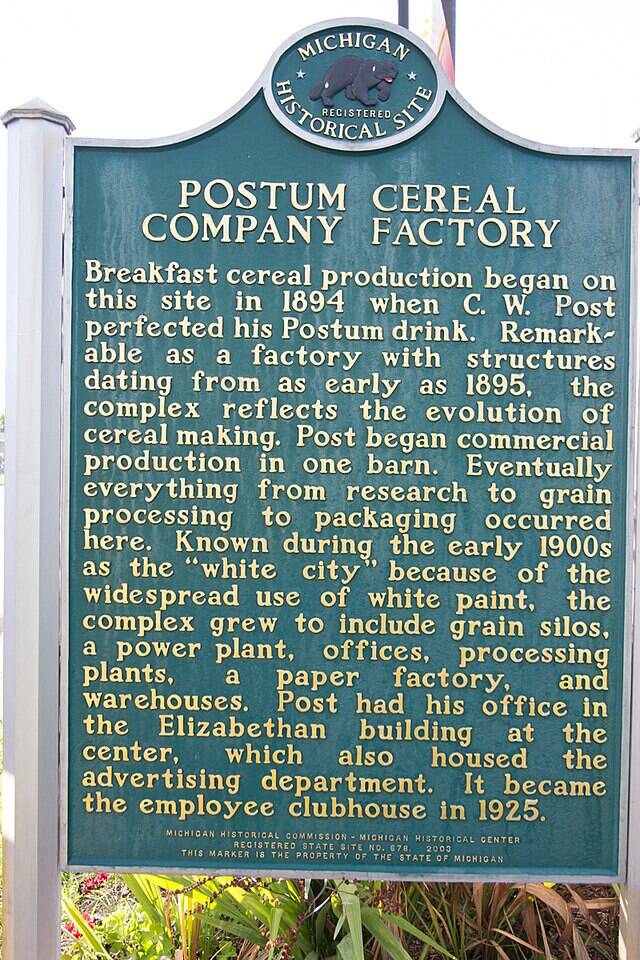 MICHIGAN
REGISTERED
HISTORICAL SITE
POSTUM CEREAL
COMPANY FACTORY
Breakfast cereal production began on
this site in 1894 when C. W. Post
perfected his Postum drink. Remark-
able as a factory with structures
dating from as early as 1895, the
complex reflects the evolution of
cereal making. Post began commercial
production in one barn. Eventually
everything from research to grain
processing to packaging occurred
here. Known during the early 1900s
as the "white city" because of the
widespread use of white paint, the
complex grew to include grain silos,
a power plant, offices, processing
plants, a paper factory, and
warehouses. Post had his office in
the Elizabethan building at the
center, which also housed the
advertising department. It became
the employee clubhouse in 1925.
MICHIGAN HISTORICAL COMMISSION - MICHIGAN HISTORICAL CENTER
REGISTERED STATE SITE NO. 678, 2003
THIS MARKER IS THE PROPERTY OF THE STATE OF MICHIGAN